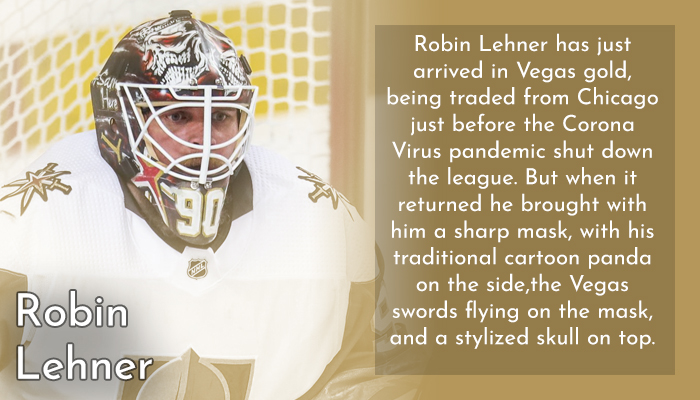 Robin Lehner has just
arrived in Vegas gold,
being traded from Chicago
just before the Corona
Virus pandemic shut down
the league. But when it
returned he brought with
him a sharp mask, with his
traditional cartoon panda
on the side,the Vegas
swords flying on the mask,
and a stylized skull on top.
90
NHL
Robin
Lehner